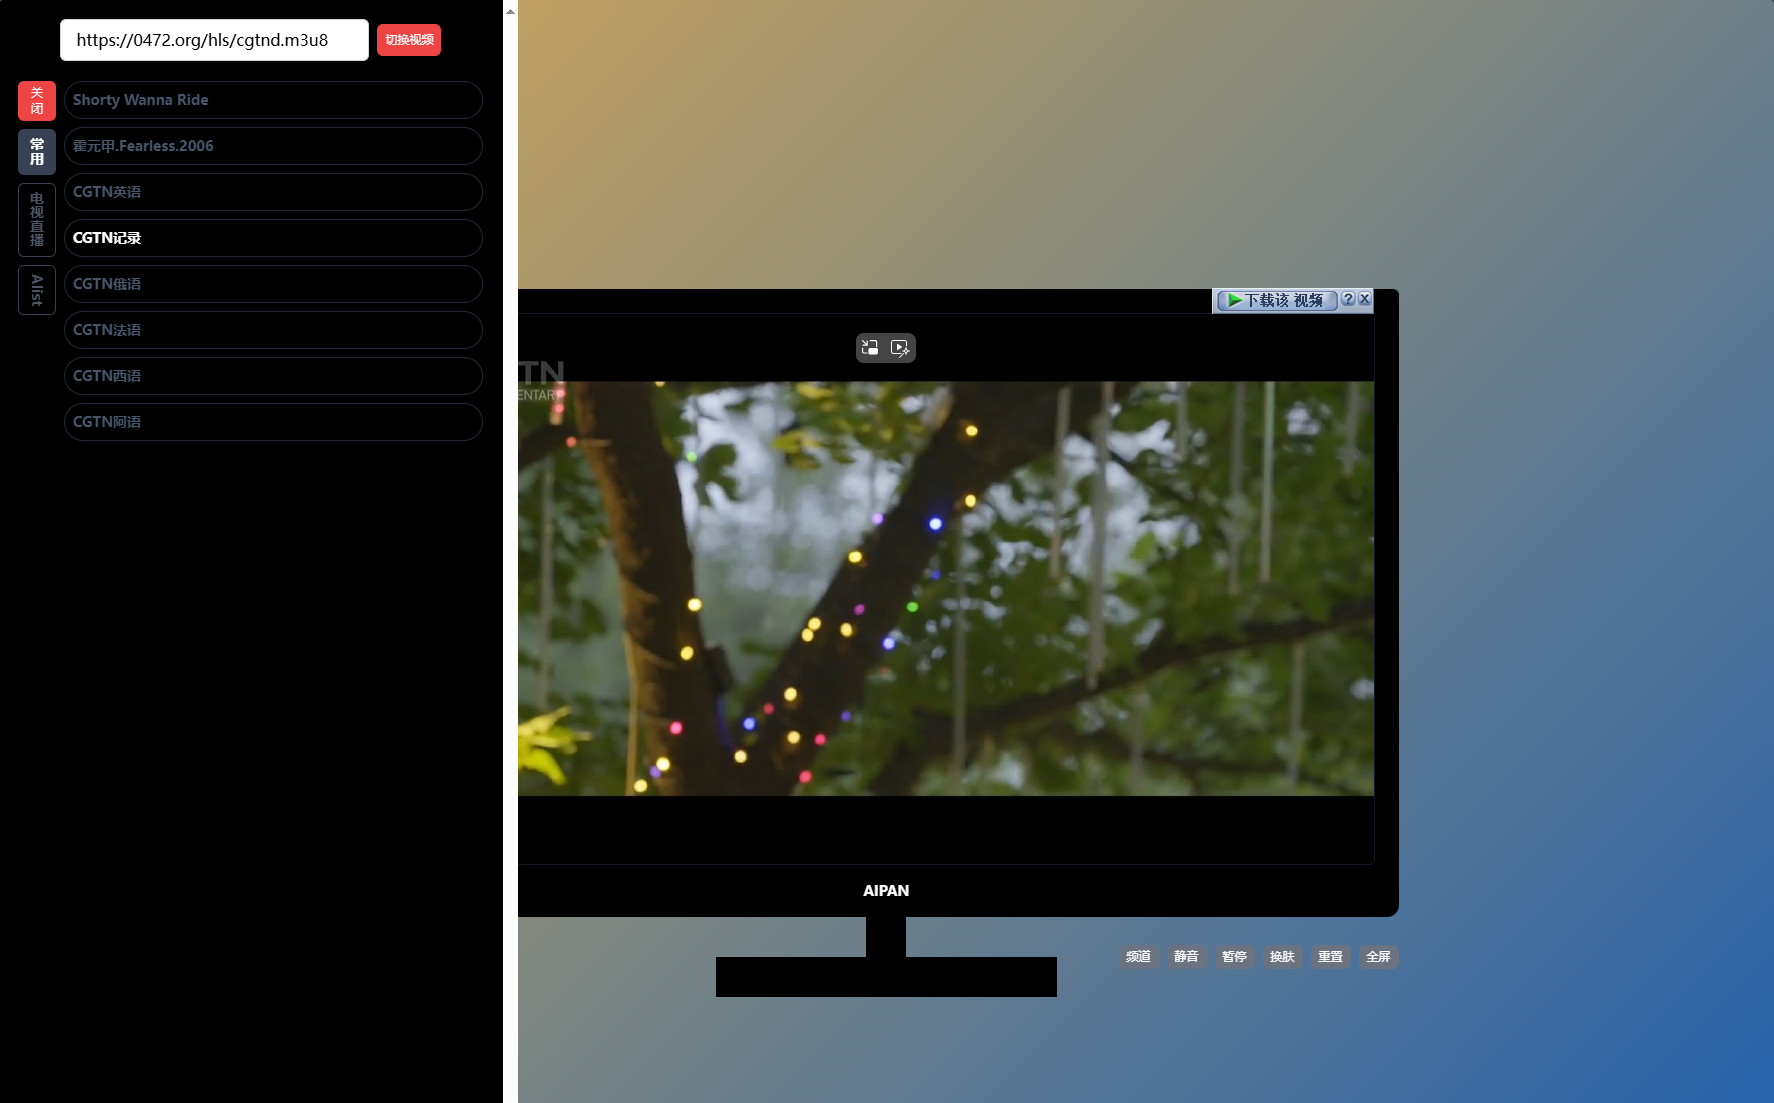 https://0472.org/hls/cgtnd.m3u8
切换视频
关闭
常用
电视直播
Alist
Shorty Wanna Ride
霍元甲.Fearless.2006
CGTN英语
CGTN记录
CGTN俄语
CGTN法语
CGTN西语
CGTN阿语
下载该 视频
?
X
TN
ENTARY
AIPAN
频道
静音
暂停
换肤
重置
全屏